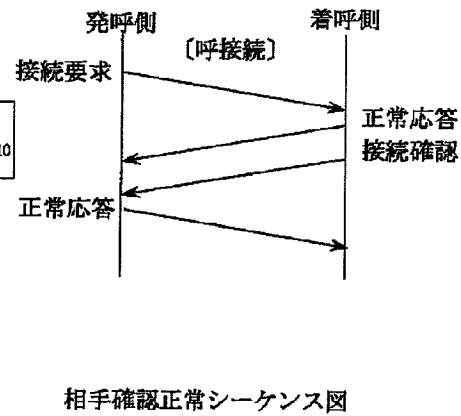 発呼側
着呼側
〔呼接続〕
接続要求
正常応答
10
接続確認
正常応答
相手確認正常シーケンス図